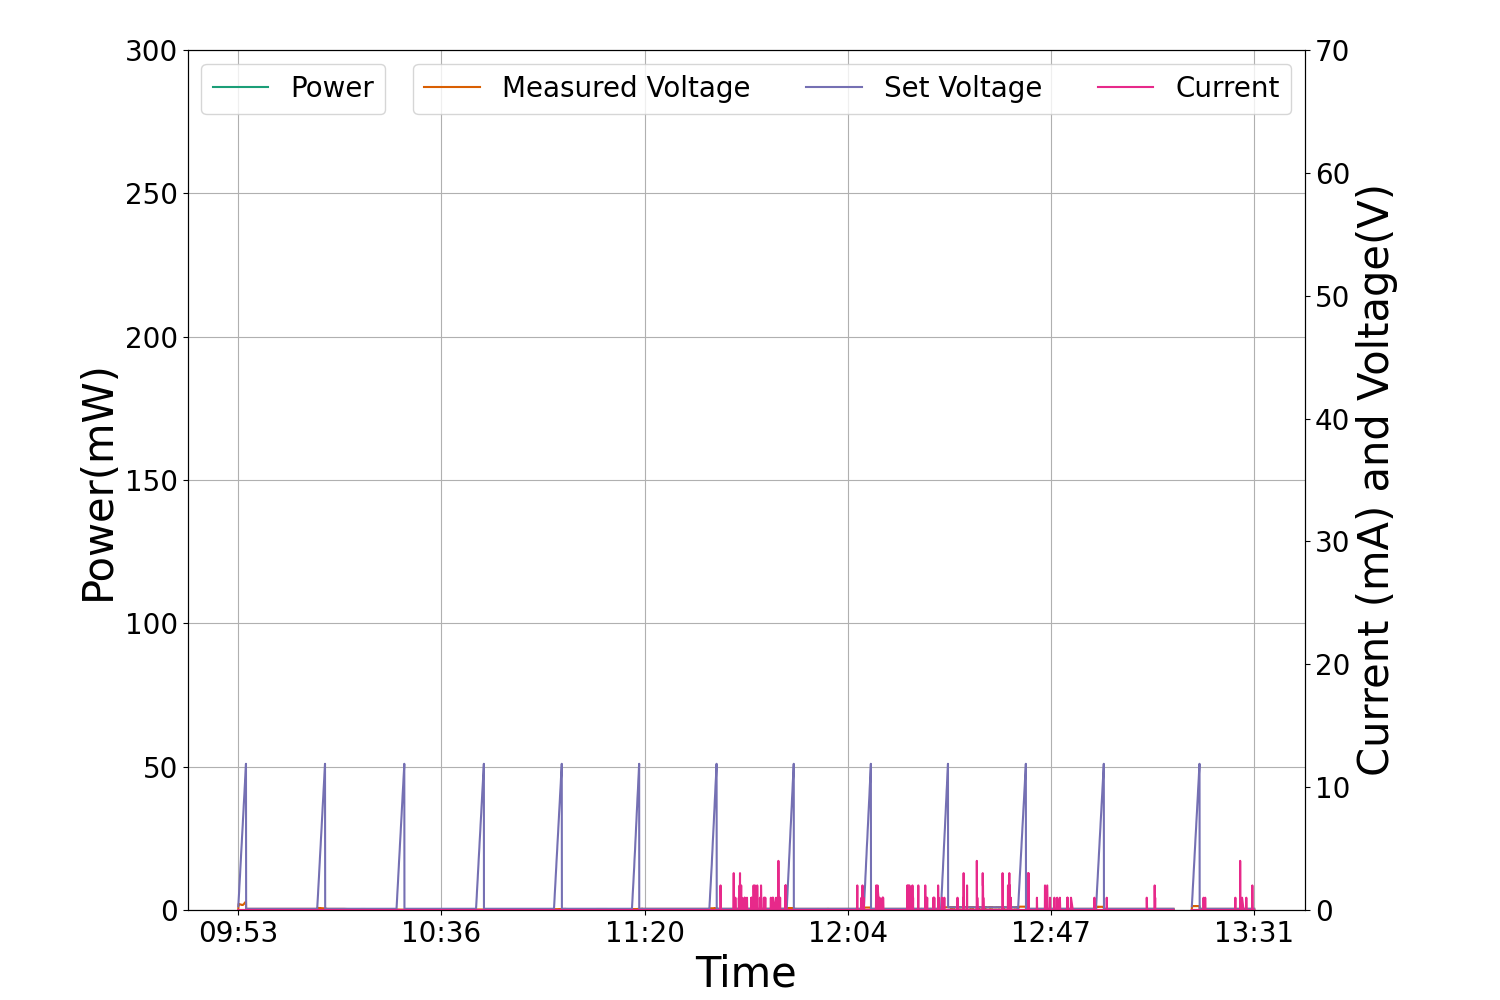 300
250
200
150
100
50
0
Power(mW)
Power
Measured Voltage
Set Voltage
Current
70
60
50
40
30
20
10
0
Current (mA) and Voltage(V)
09:53 10:36 11:20 12:04 12:47 13:31
Time